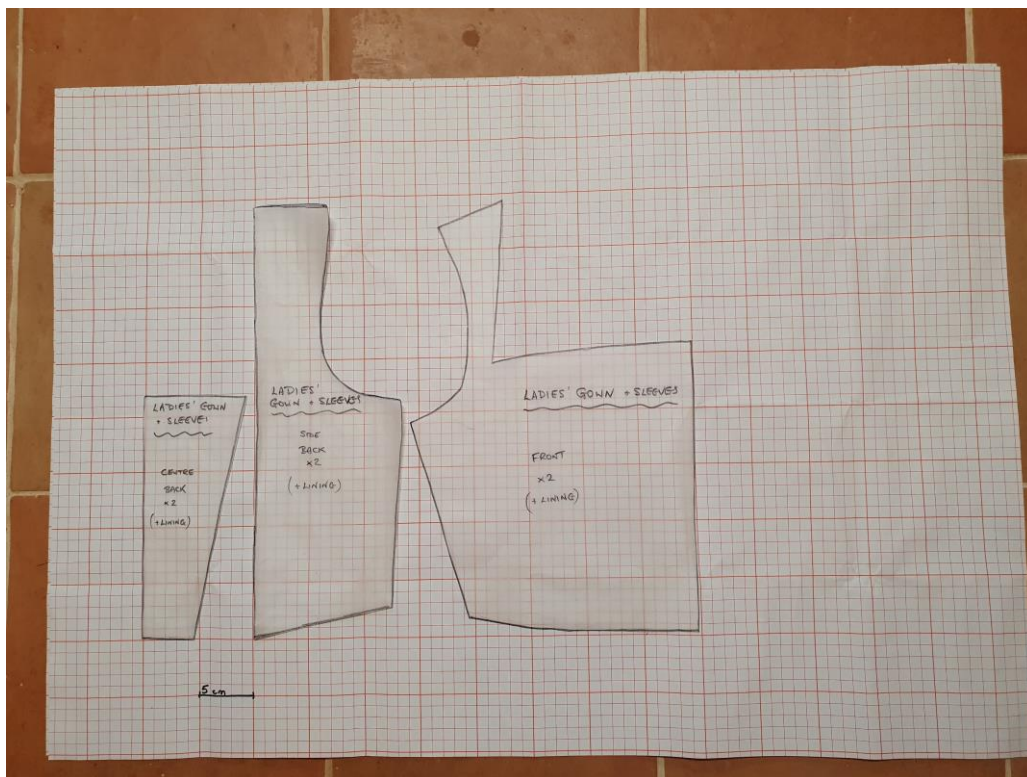 LADIES' GOWN
+ SLEEVES
CENTRE
BACK
x2
(+ LINING)
LADIES'
GOWN + SLEEVES
SIDE
BACK
x2
(+ LINING)
LADIES' GOWN + SLEEVES
FRONT
x2
(+ LINING)
5 cm